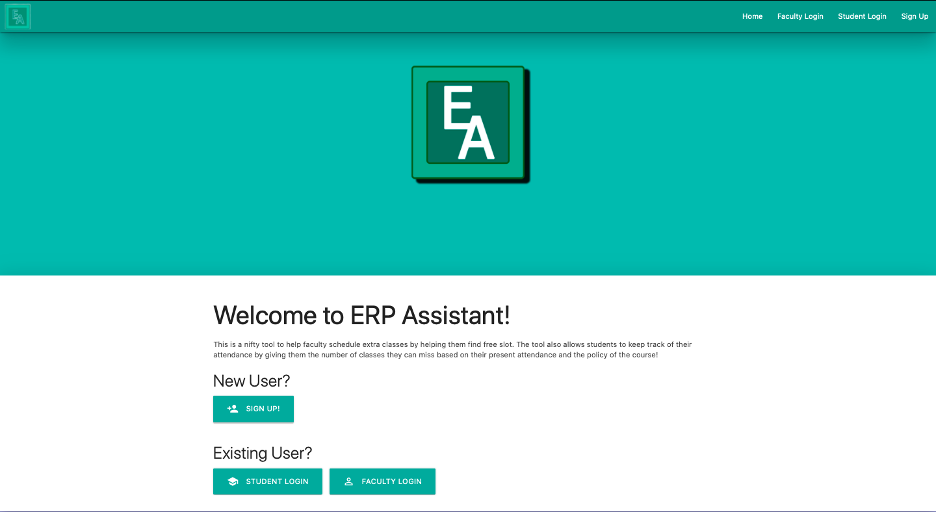 Home Faculty Login Student Login Sign Up
E
A
Welcome to ERP Assistant!
This is a nifty tool to help faculty schedule extra classes by helping them find free slot. The tool also allows students to keep track of their
attendance by giving them the number of classes they can miss based on their present attendance and the policy of the course!
New User?
SIGN UP!
Existing User?
STUDENT LOGIN FACULTY LOGIN